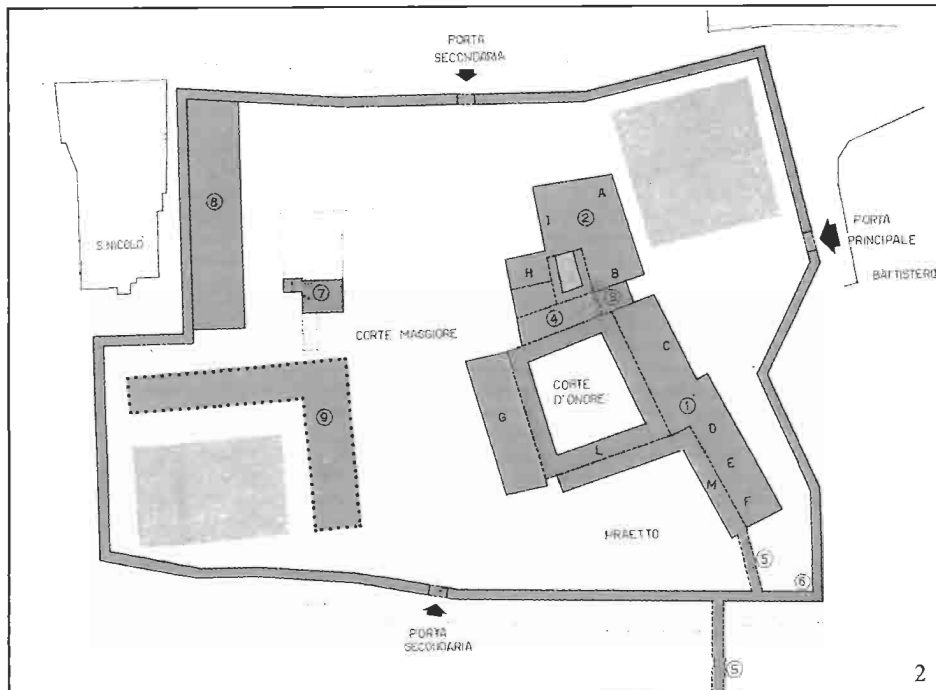 PORTA
SECONDARIA
8
S.NICOLO'
7
CORTE MAGGIORE
9
A
I
2
H
B
3
4
C
CORTE
D'ONORE
G
1
D
L
E
M
F
PRAETTO
5
6
PORTA
PRINCIPALE
BATTISTERO
PORTA
SECONDARIA
5
2